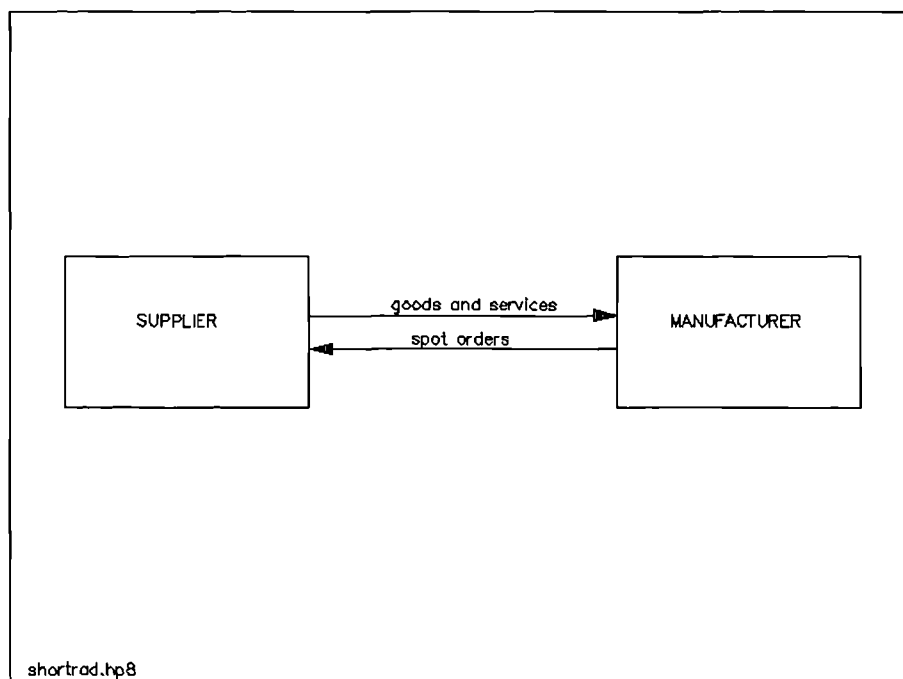 goods and services
SUPPLIER
MANUFACTURER
spot orders
shortrad.hp8